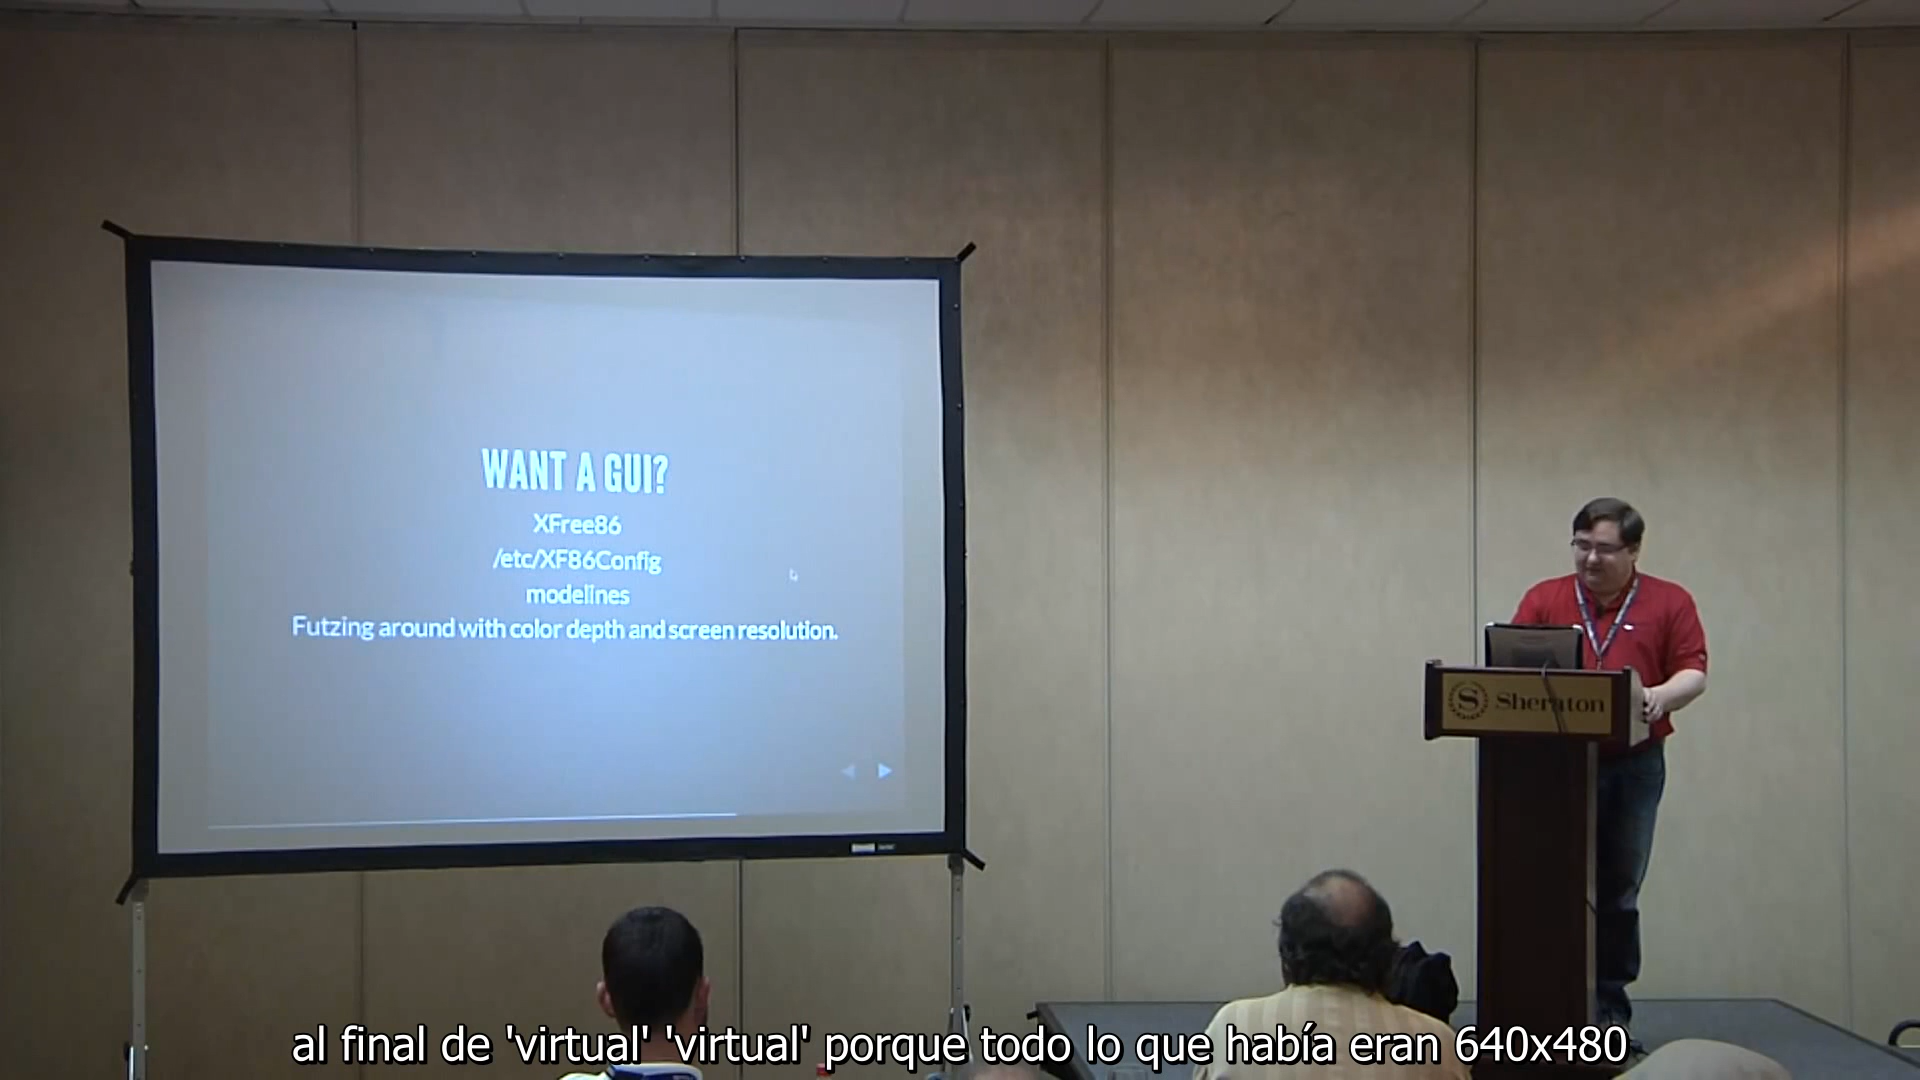 WANT A GUI?
XFree86
/etc/XF86Config
modelines
Futzing around with color depth and screen resolution.
S Sheraton
al final de 'virtual' 'virtual' porque todo lo que había eran 640x480